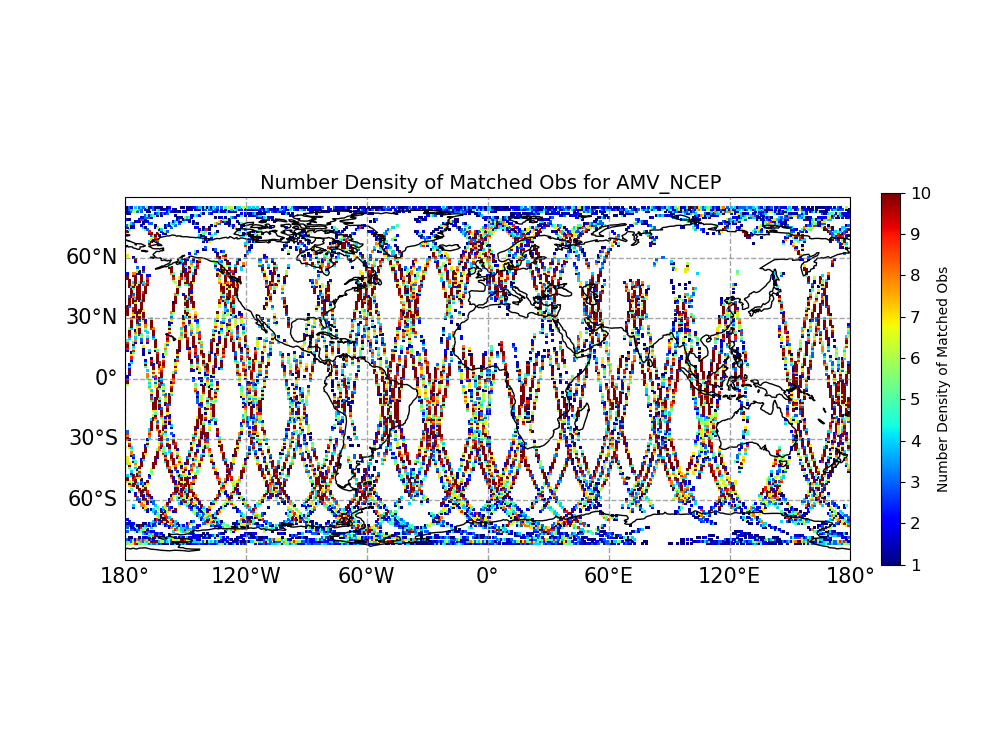 Number Density of Matched Obs for AMV_NCEP
60°N
30°N
0°
30°S
60°S
180°
120°W
60°W
0°
60°E
120°E
180°
10
9
8
7
6
5
4
3
2
1
Number Density of Matched Obs